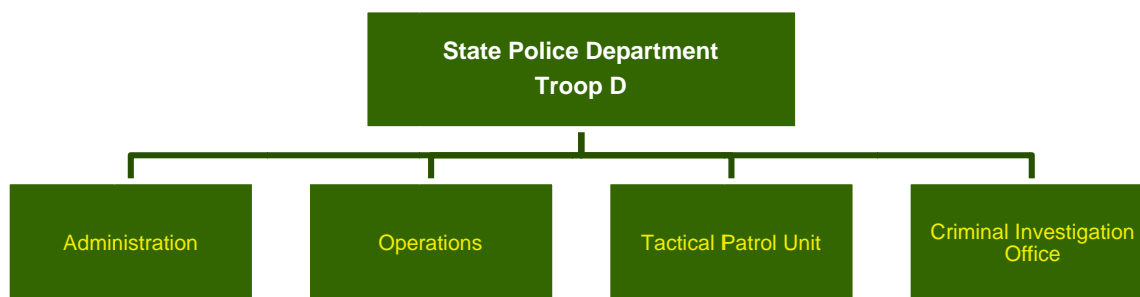 State Police Department
Troop D
Administration
Operations
Tactical Patrol Unit
Criminal Investigation
Office